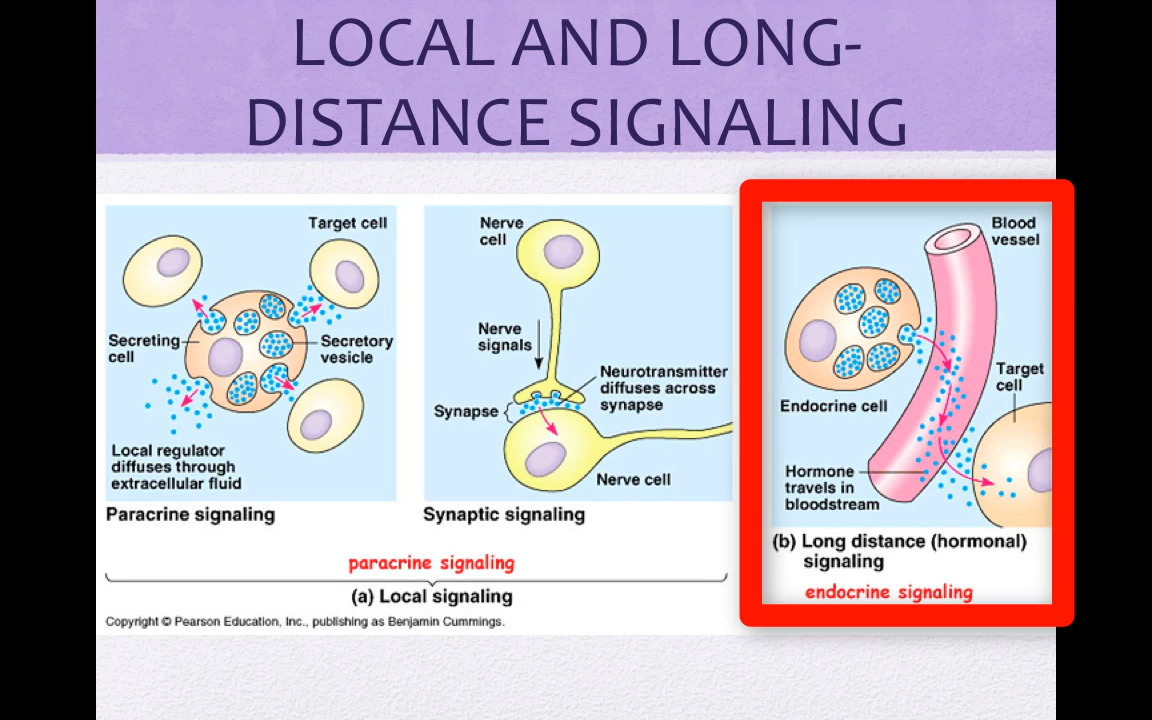 LOCAL AND LONG-
DISTANCE SIGNALING
Target cell
Secreting
cell
Secretory
vesicle
Local regulator
diffuses through
extracellular fluid
Paracrine signaling
Nerve
cell
Nerve
signals
Neurotransmitter
diffuses across
synapse
Synapse
Nerve cell
Synaptic signaling
paracrine signaling
(a) Local signaling
Copyright © Pearson Education, Inc., publishing as Benjamin Cummings.
Blood
vessel
Target
cell
Endocrine cell
Hormone
travels in
bloodstream
(b) Long distance (hormonal)
signaling
endocrine signaling